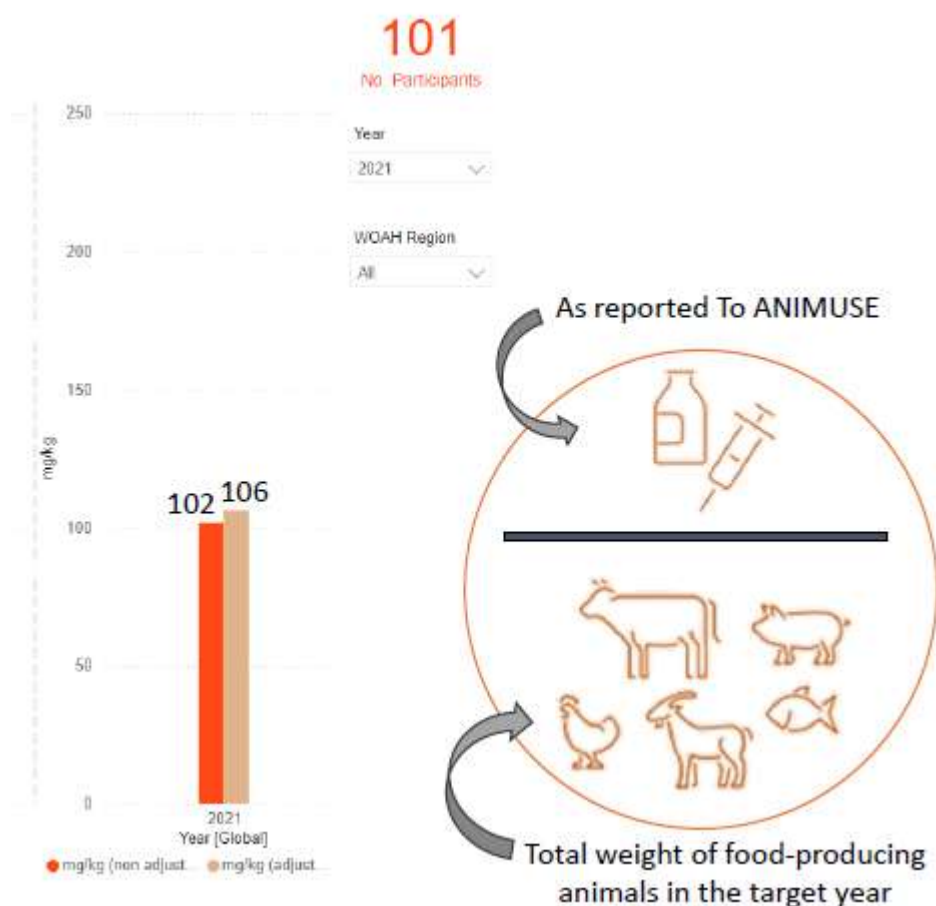 101
No. Participants
250
Year
2021
200
WOAH Region
All
As reported To ANIMUSE
150
mg/kg
102
106
100
50
0
2021
Year [Global]
mg/kg (non adjust...
mg/kg (adjust...
Total weight of food-producing
animals in the target year